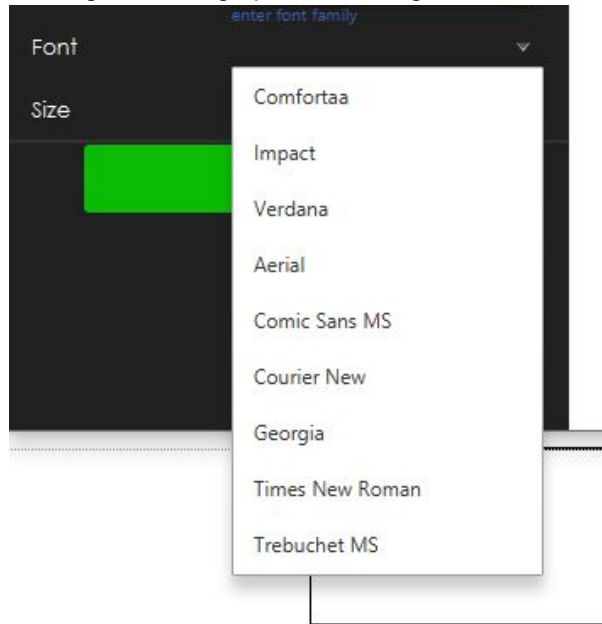 enter font family
Font
Size
Comfortaa
Impact
Verdana
Aerial
Comic Sans MS
Courier New
Georgia
Times New Roman
Trebuchet MS